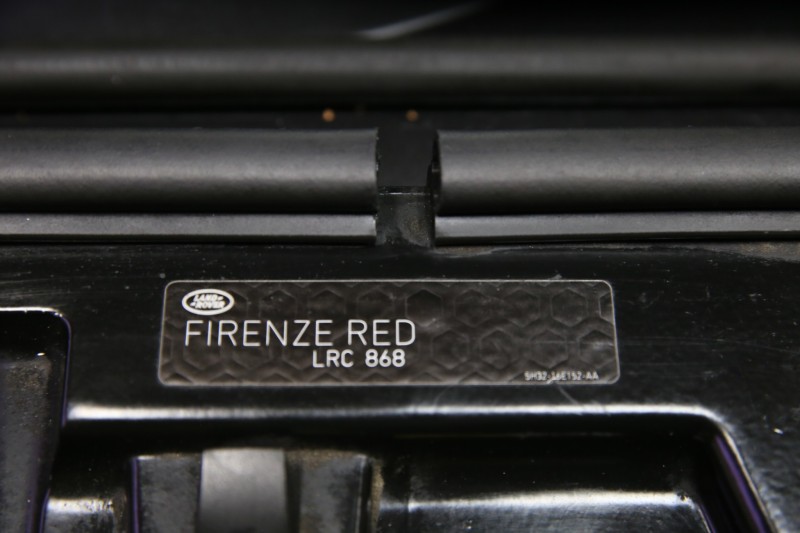 LAND ROVER
FIRENZE RED
LRC 868
5H32-16E152-AA